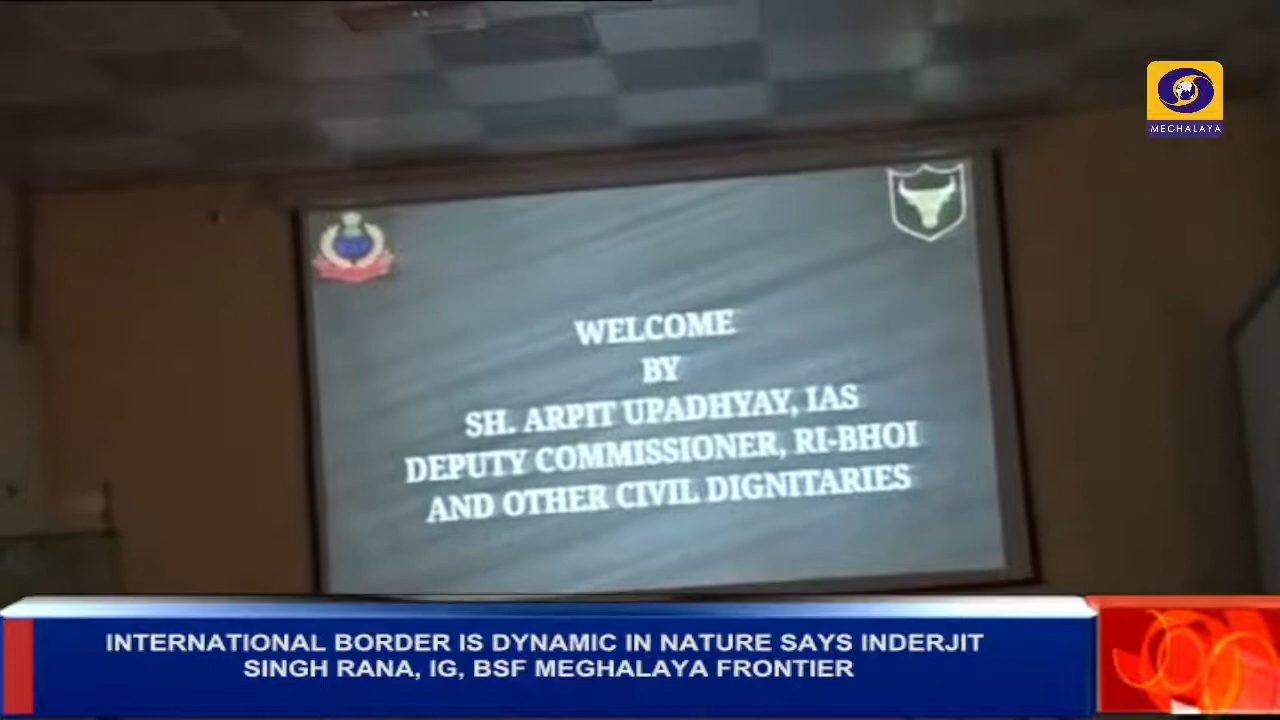 MEGHALAYA
WELCOME
BY
SH. ARPIT UPADHYAY, IAS
DEPUTY COMMISSIONER, RI-BHOI
AND OTHER CIVIL DIGNITARIES
INTERNATIONAL BORDER IS DYNAMIC IN NATURE SAYS INDERJIT
SINGH RANA, IG, BSF MEGHALAYA FRONTIER